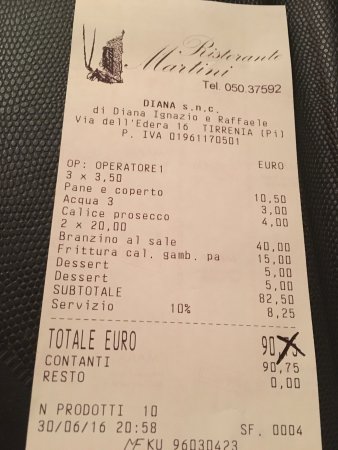 Ristorante
Martini
Tel. 050.37592
DIANA s.n.c.
di Diana Ignazio e Raffaele
Via dell'Edera 16 TIRRENIA (Pi)
P. IVA 01961170501
OP: OPERATORE1 EURO
3 x 3,50
Pane e coperto 10,50
Acqua 3 3,00
Calice prosecco 4,00
2 x 20,00
Branzino al sale 40,00
Frittura cal. gamb. pa 15,00
Dessert 5,00
Dessert 5,00
SUBTOTALE 82,50
Servizio 10% 8,25
TOTALE EURO 90,75
CONTANTI 90,75
RESTO 0,00
N PRODOTTI 10
30/06/16 20:58 SF. 0004
MF KU 96030423